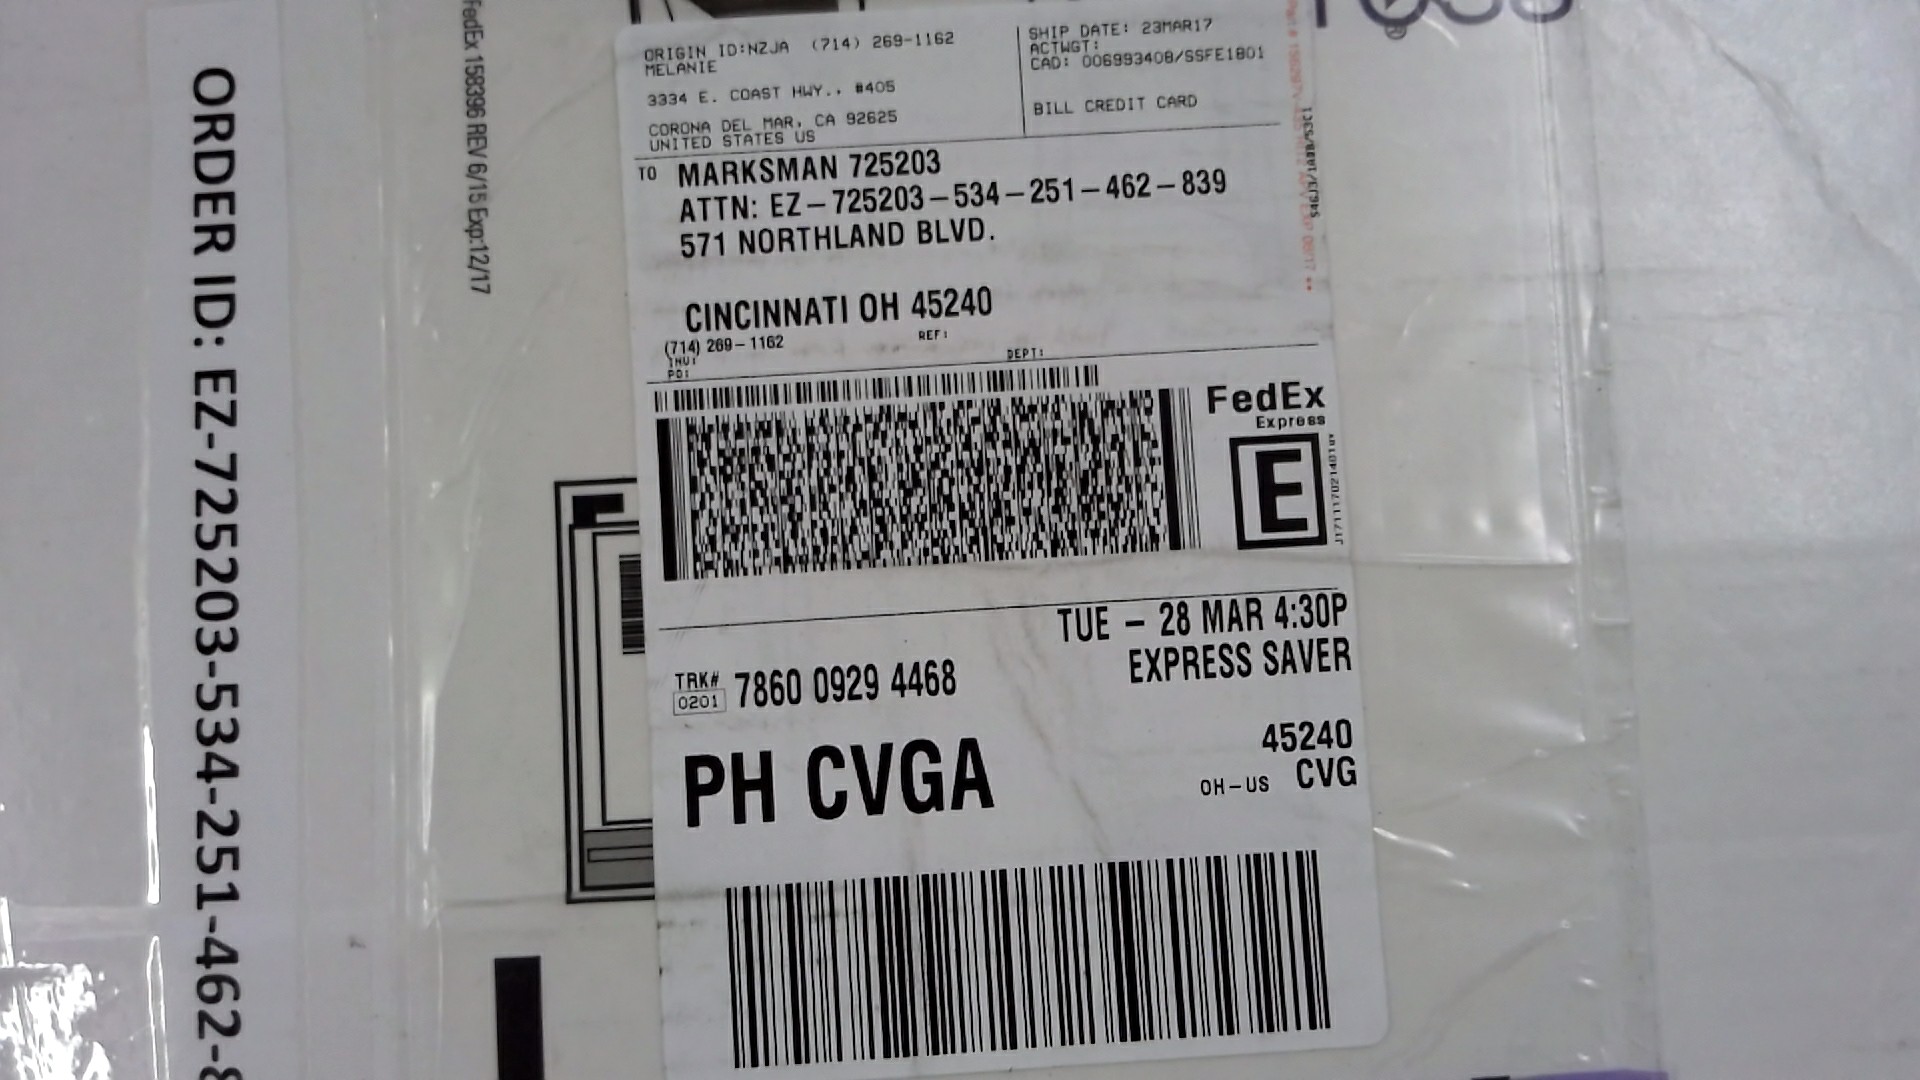 ORDER ID: EZ-725203-534-251-462-8
FedEx 158396 REV 6/15 Exp:12/17
ORIGIN ID:NZJA (714) 269-1162
MELANIE
3334 E. COAST HWY., #405
CORONA DEL MAR, CA 92625
UNITED STATES US
SHIP DATE: 23MAR17
ACTWGT:
CAD: 006993408/SSFE1801
BILL CREDIT CARD
TO MARKSMAN 725203
ATTN: EZ-725203-534-251-462-839
571 NORTHLAND BLVD.
CINCINNATI OH 45240
(714) 269-1162
REF:
INV:
PO:
DEPT:
FedEx
Express
E
TUE - 28 MAR 4:30P
EXPRESS SAVER
TRK#
0201
7860 0929 4468
PH CVGA
45240
OH-US CVG